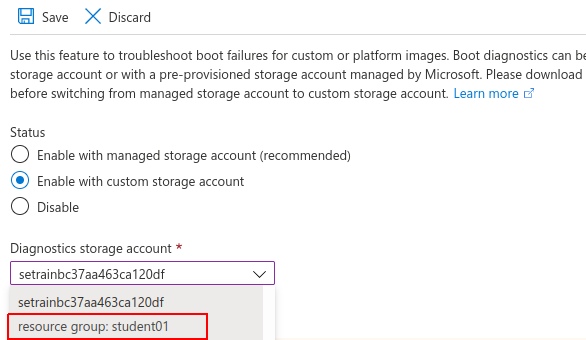 Save Discard
Use this feature to troubleshoot boot failures for custom or platform images. Boot diagnostics can be
storage account or with a pre-provisioned storage account managed by Microsoft. Please download
before switching from managed storage account to custom storage account. Learn more
Status
Enable with managed storage account (recommended)
Enable with custom storage account
Disable
Diagnostics storage account *
setrainbc37aa463ca120df
setrainbc37aa463ca120df
resource group: student01